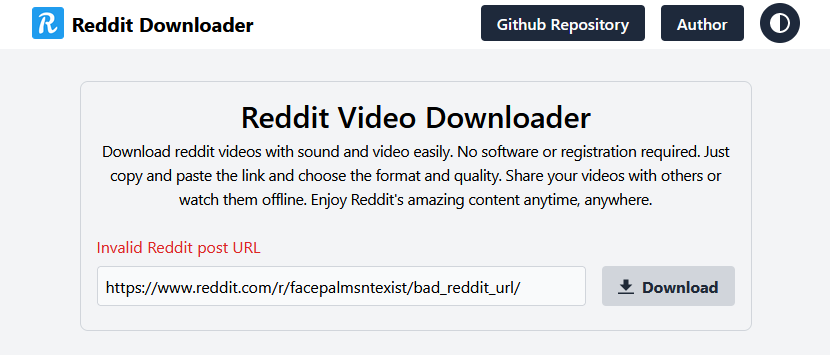 R Reddit Downloader Github Repository Author
Reddit Video Downloader
Download reddit videos with sound and video easily. No software or registration required. Just
copy and paste the link and choose the format and quality. Share your videos with others or
watch them offline. Enjoy Reddit's amazing content anytime, anywhere.
Invalid Reddit post URL
https://www.reddit.com/r/facepalmsntexist/bad_reddit_url/ Download